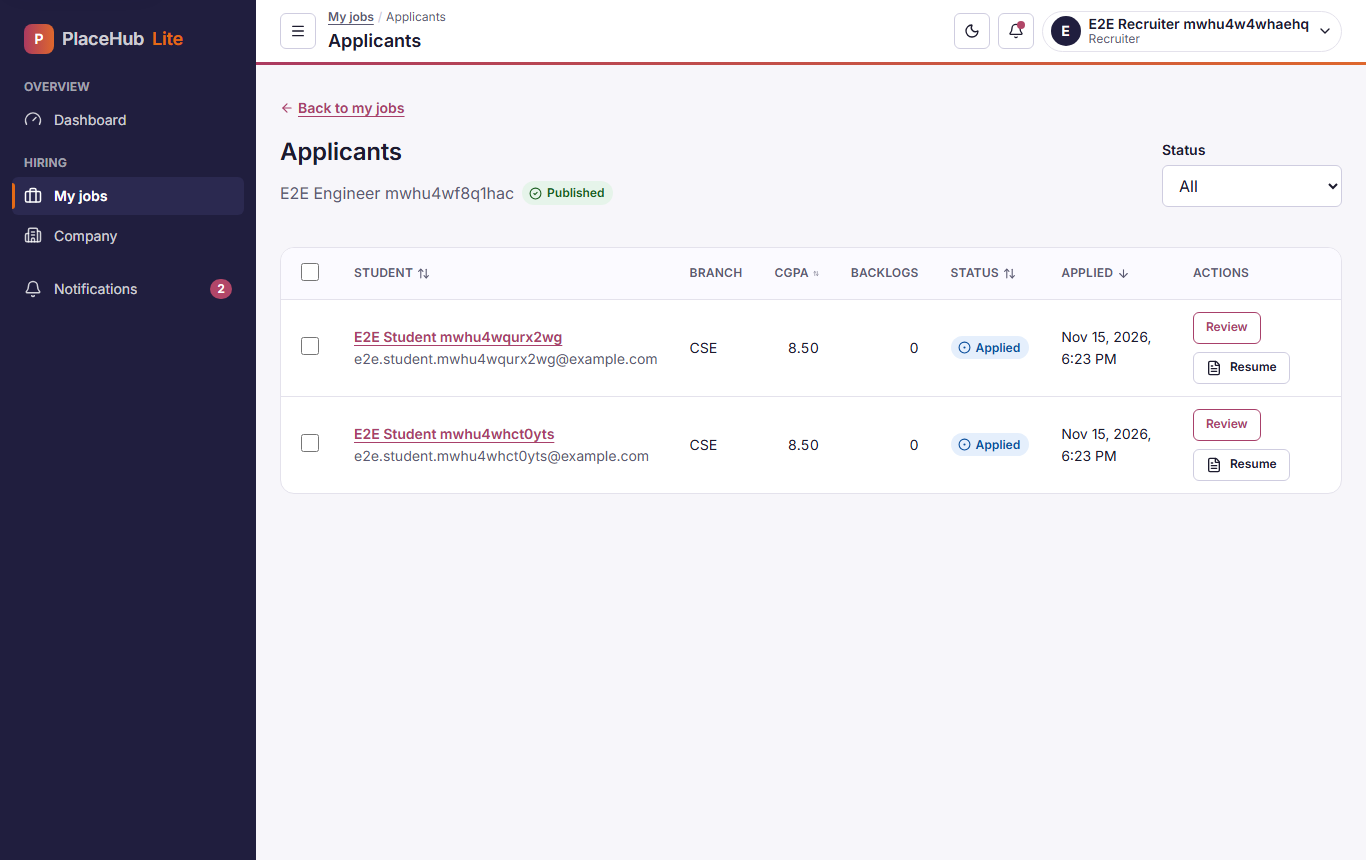 P PlaceHub Lite
OVERVIEW
Dashboard
HIRING
My jobs
Company
Notifications 2
My jobs / Applicants
Applicants
E E2E Recruiter mwhu4w4whaehq
Recruiter
Back to my jobs
Applicants
E2E Engineer mwhu4wf8q1hac Published
Status
All
STUDENT BRANCH CGPA BACKLOGS STATUS APPLIED ACTIONS
E2E Student mwhu4wqurx2wg
e2e.student.mwhu4wqurx2wg@example.com
CSE 8.50 0 Applied
Nov 15, 2026,
6:23 PM
Review
Resume
E2E Student mwhu4whct0yts
e2e.student.mwhu4whct0yts@example.com
CSE 8.50 0 Applied
Nov 15, 2026,
6:23 PM
Review
Resume